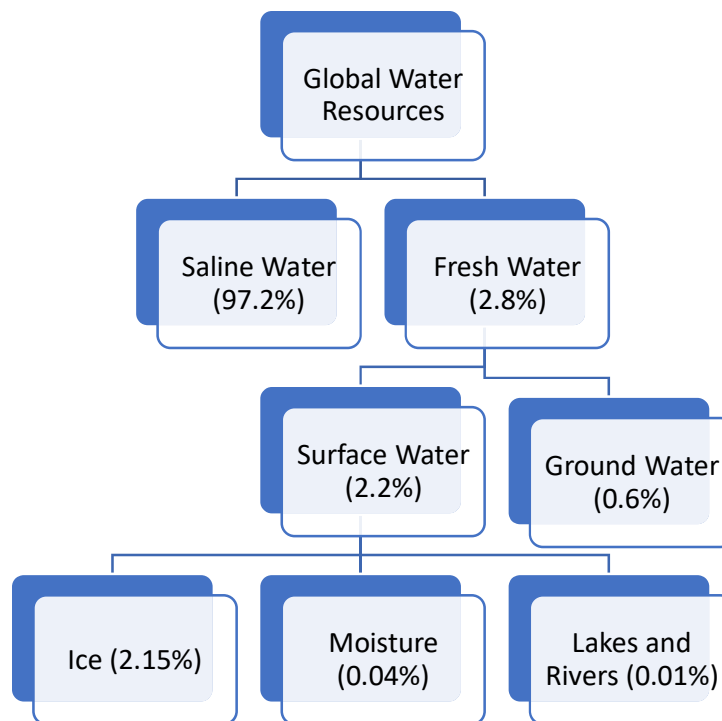 Global Water
Resources
Saline Water
(97.2%)
Fresh Water
(2.8%)
Surface Water
(2.2%)
Ground Water
(0.6%)
Ice (2.15%)
Moisture
(0.04%)
Lakes and
Rivers (0.01%)